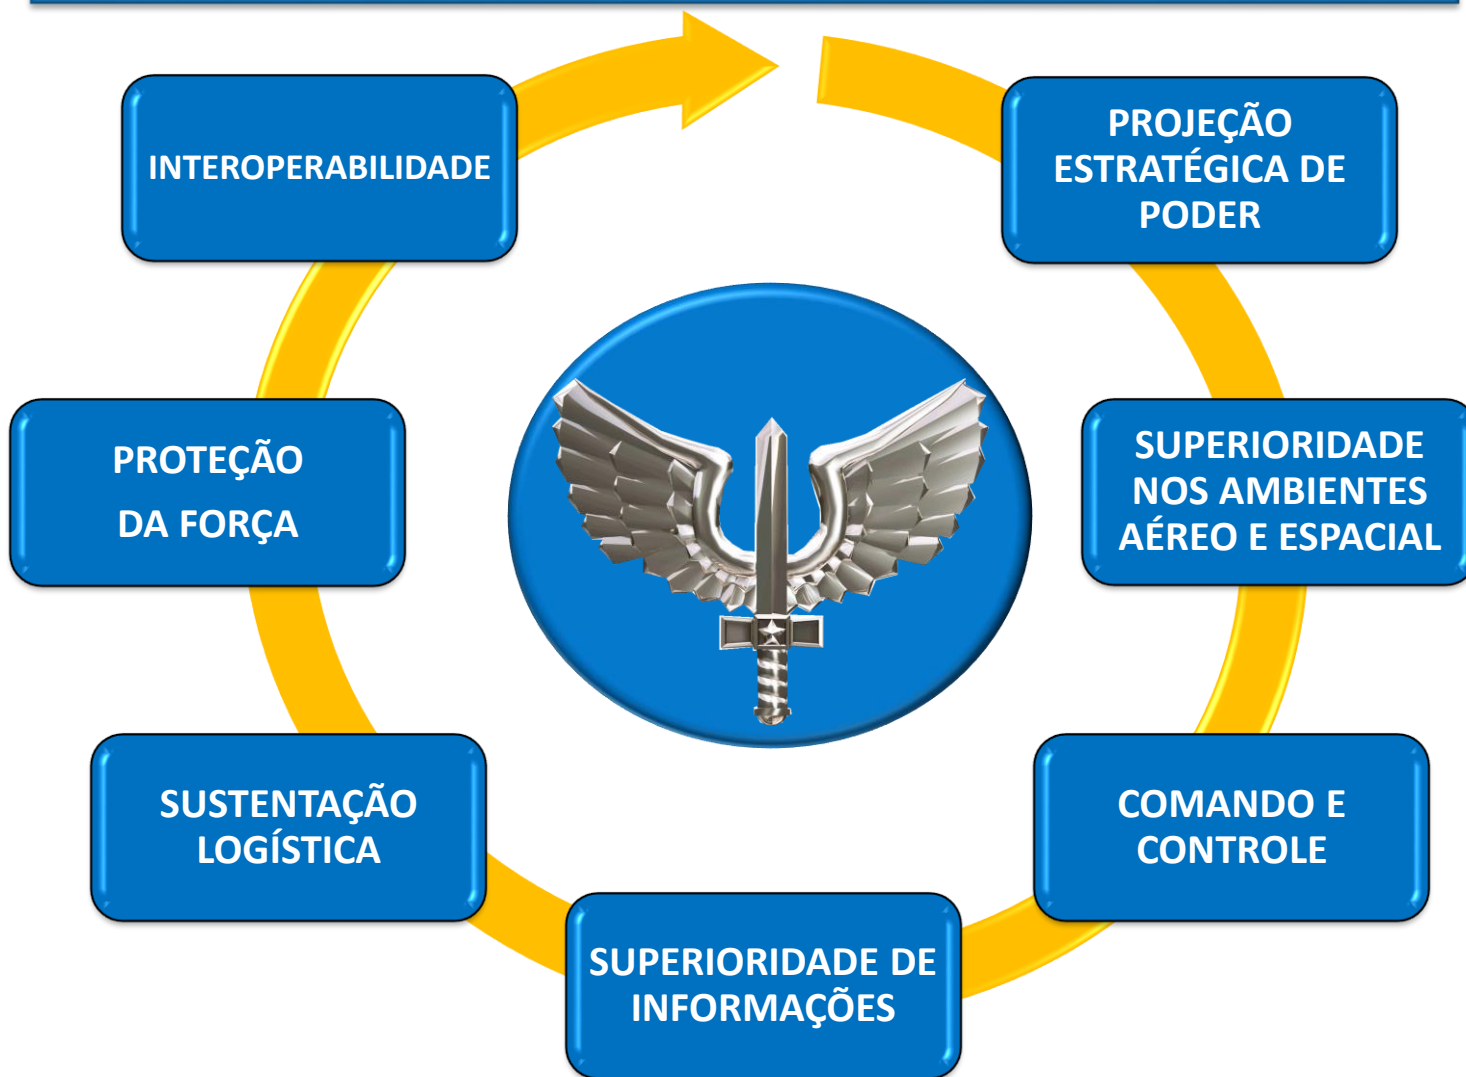 PROJEÇÃO
ESTRATÉGICA DE
PODER
SUPERIORIDADE
NOS AMBIENTES
AÉREO E ESPACIAL
COMANDO E
CONTROLE
SUPERIORIDADE DE
INFORMAÇÕES
SUSTENTAÇÃO
LOGÍSTICA
PROTEÇÃO
DA FORÇA
INTEROPERABILIDADE